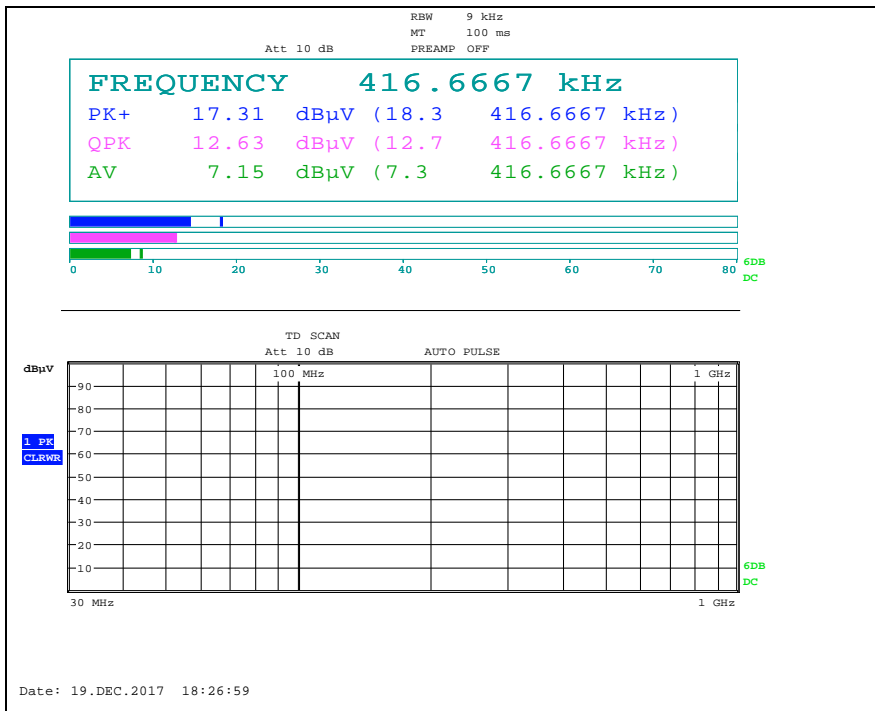 RBW 9 kHz
MT 100 ms
Att 10 dB PREAMP OFF
FREQUENCY 416.6667 kHz
PK+ 17.31 dBµV (18.3 416.6667 kHz)
QPK 12.63 dBµV (12.7 416.6667 kHz)
AV 7.15 dBµV (7.3 416.6667 kHz)
0 10 20 30 40 50 60 70 80
6DB
DC
TD SCAN
Att 10 dB AUTO PULSE
dBµV
100 MHz 1 GHz
90
80
70
1 PK
CLRWR
60
50
40
30
20
10
6DB
DC
30 MHz 1 GHz
Date: 19.DEC.2017 18:26:59